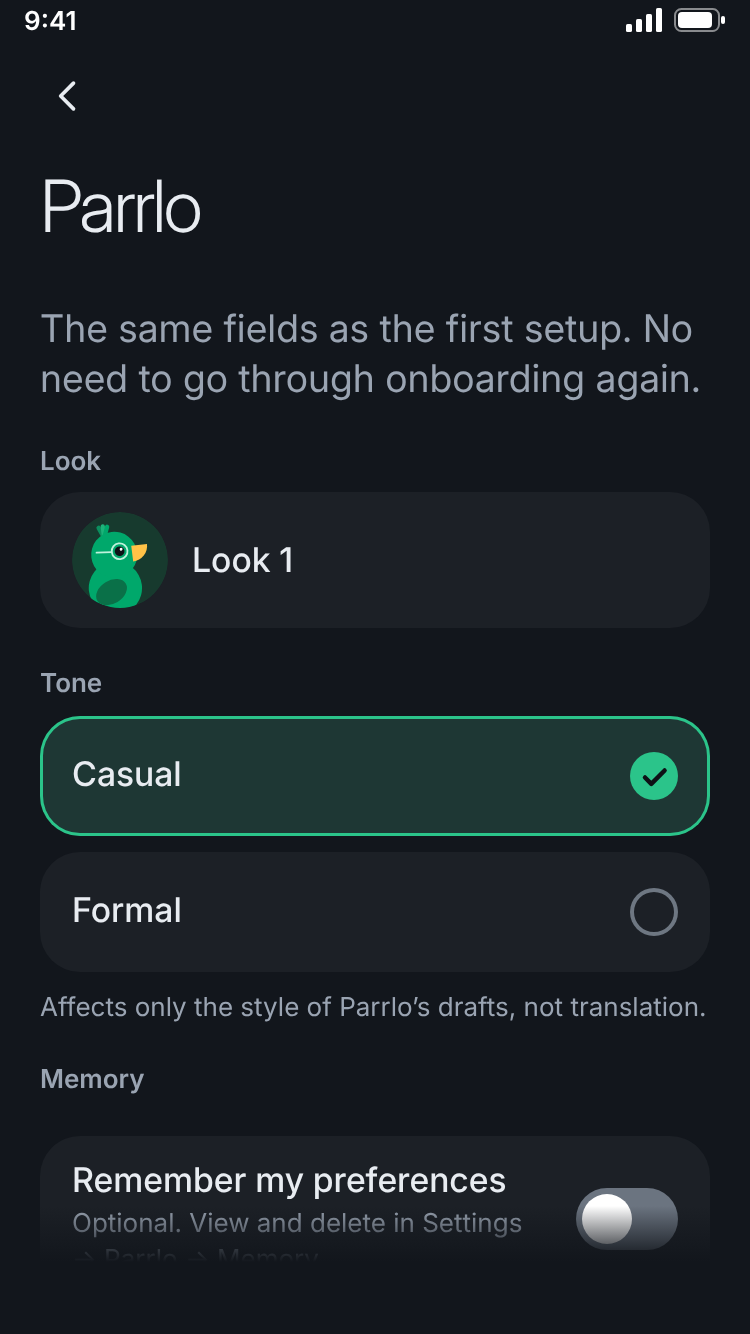 9:41
Parrlo
The same fields as the first setup. No
need to go through onboarding again.
Look
Look 1
Tone
Casual
Formal
Affects only the style of Parrlo’s drafts, not translation.
Memory
Remember my preferences
Optional. View and delete in Settings
→ Parrlo → Memory